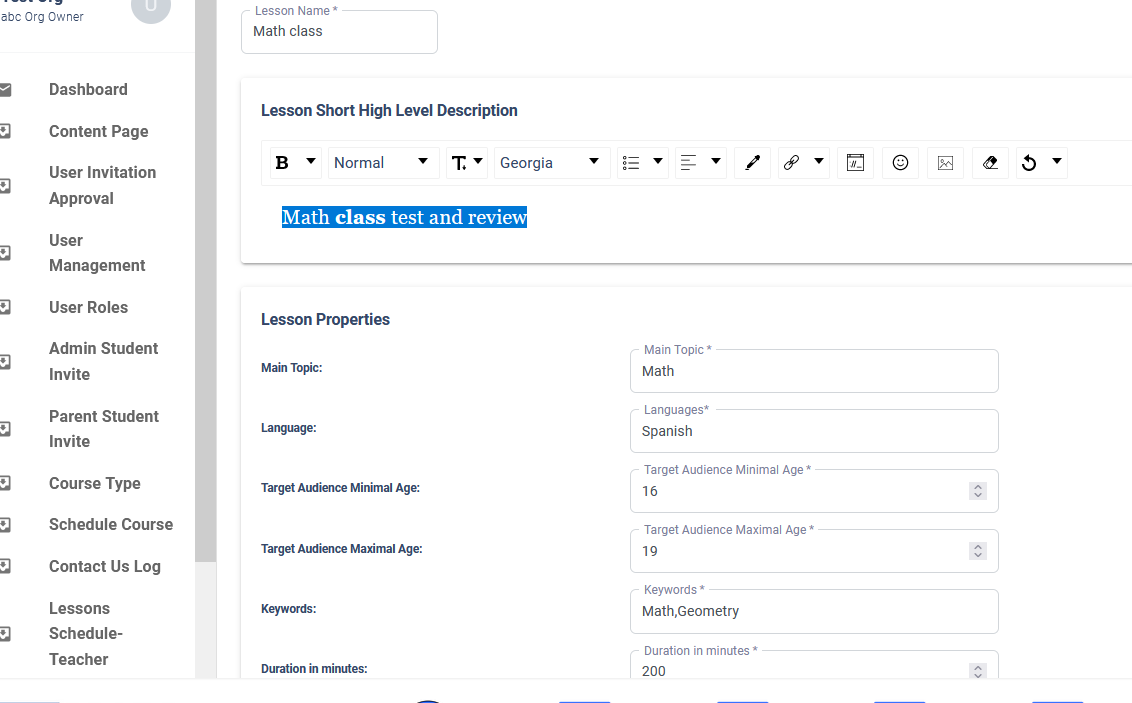 abc Org Owner
U
Dashboard
Content Page
User Invitation
Approval
User
Management
User Roles
Admin Student
Invite
Parent Student
Invite
Course Type
Schedule Course
Contact Us Log
Lessons
Schedule-
Teacher
Lesson Name *
Math class
Lesson Short High Level Description
B Normal T Georgia
Math class test and review
Lesson Properties
Main Topic:
Main Topic *
Math
Language:
Languages*
Spanish
Target Audience Minimal Age:
Target Audience Minimal Age *
16
Target Audience Maximal Age:
Target Audience Maximal Age *
19
Keywords:
Keywords *
Math,Geometry
Duration in minutes:
Duration in minutes *
200